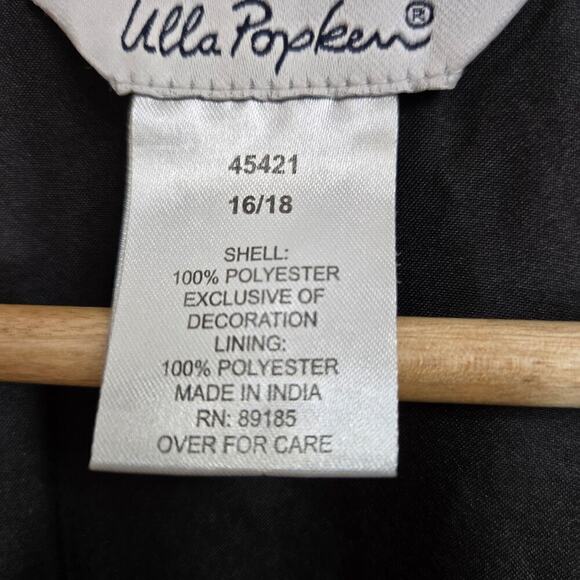 Ulla Popken®
45421
16/18
SHELL:
100% POLYESTER
EXCLUSIVE OF
DECORATION
LINING:
100% POLYESTER
MADE IN INDIA
RN: 89185
OVER FOR CARE